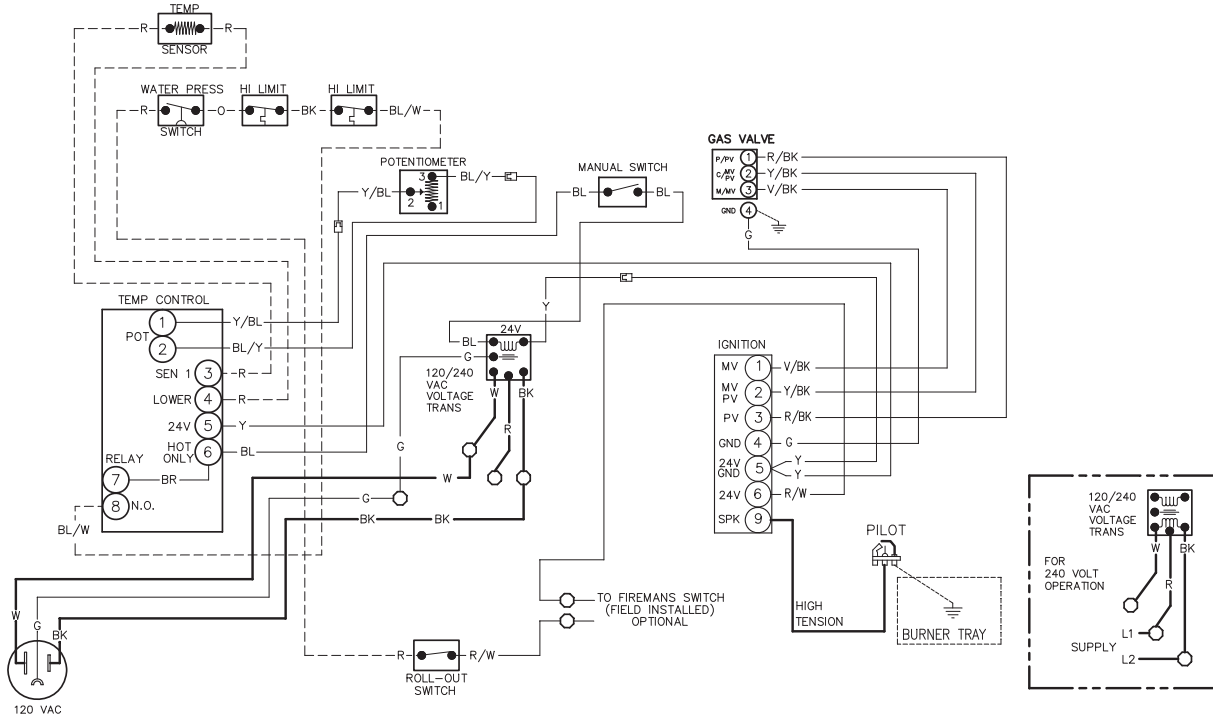 TEMP
R
R
SENSOR
WATER PRESS
HI LIMIT
HI LIMIT
R
O
BK
BL/W
SWITCH
POTENTIOMETER
3
BL/Y
Y/BL
2
1
MANUAL SWITCH
BL
BL
GAS VALVE
P/PV
1
R/BK
C/MV
PV
2
Y/BK
M/MV
3
V/BK
GND
4
G
TEMP CONTROL
POT
1
Y/BL
2
BL/Y
SEN 1
3
R
LOWER
4
R
24V
5
Y
HOT
ONLY
6
BL
RELAY
7
BR
8
N.O.
BL/W
Y
24V
BL
G
120/240
VAC
VOLTAGE
TRANS
W
BK
R
G
W
G
BK
BK
IGNITION
MV
1
V/BK
MV
PV
2
Y/BK
PV
3
R/BK
GND
4
G
24V
GND
5
Y
Y
24V
6
R/W
SPK
9
PILOT
HIGH
TENSION
BURNER TRAY
TO FIREMANS SWITCH
(FIELD INSTALLED)
OPTIONAL
R
R/W
ROLL-OUT
SWITCH
W
G
BK
120 VAC
120/240
VAC
VOLTAGE
TRANS
W
BK
R
FOR
240 VOLT
OPERATION
L1
SUPPLY
L2